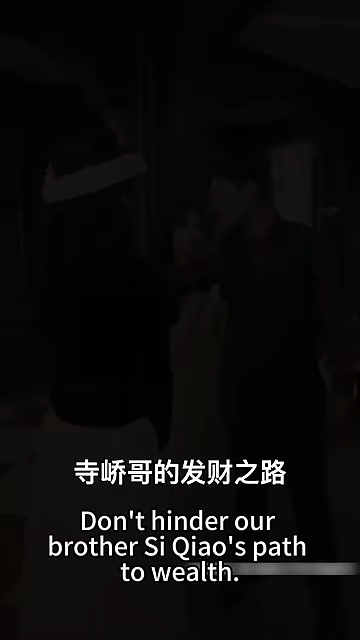 寺峤哥的发财之路
Don't hinder our
brother Si Qiao's path
to wealth.